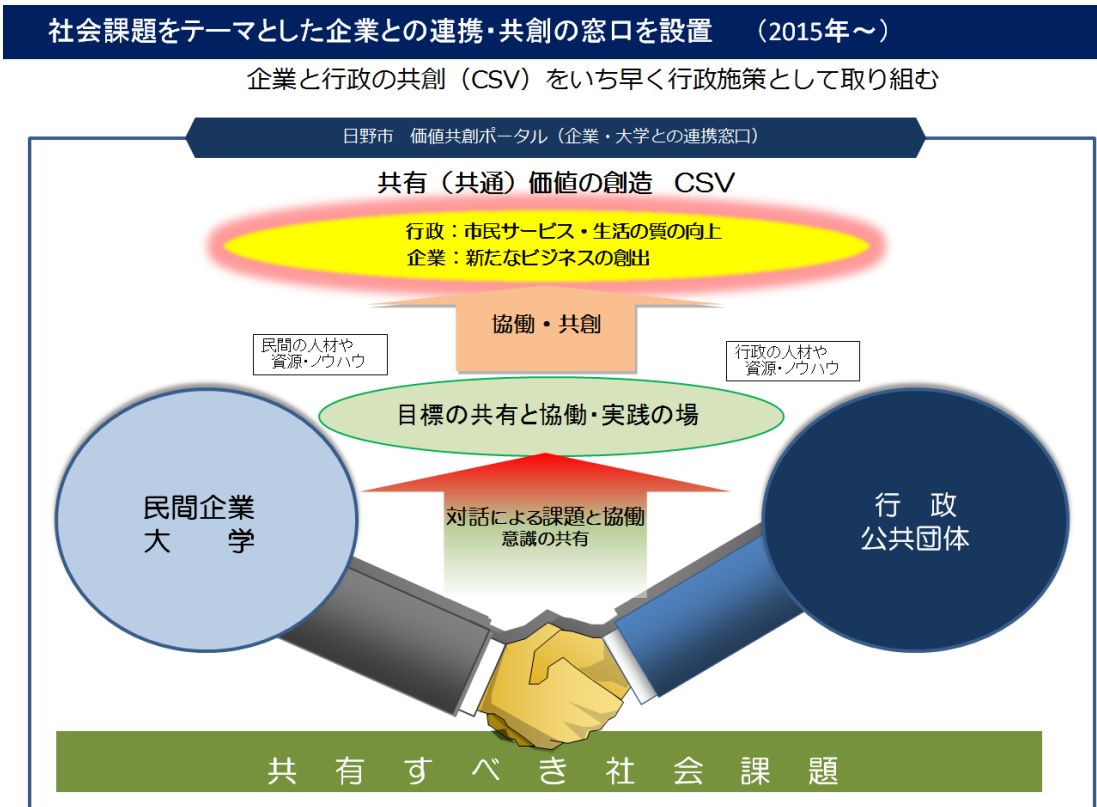 社会課題をテーマとした企業との連携・共創の窓口を設置　（2015年～）
企業と行政の共創（CSV）をいち早く行政施策として取り組む
日野市　価値共創ポータル（企業・大学との連携窓口）
共有（共通）価値の創造　CSV
行政：市民サービス・生活の質の向上
企業：新たなビジネスの創出
協働・共創
民間の人材や
資源・ノウハウ
行政の人材や
資源・ノウハウ
目標の共有と協働・実践の場
民間企業
大　学
対話による課題と協働
意識の共有
行　政
公共団体
共有すべき社会課題